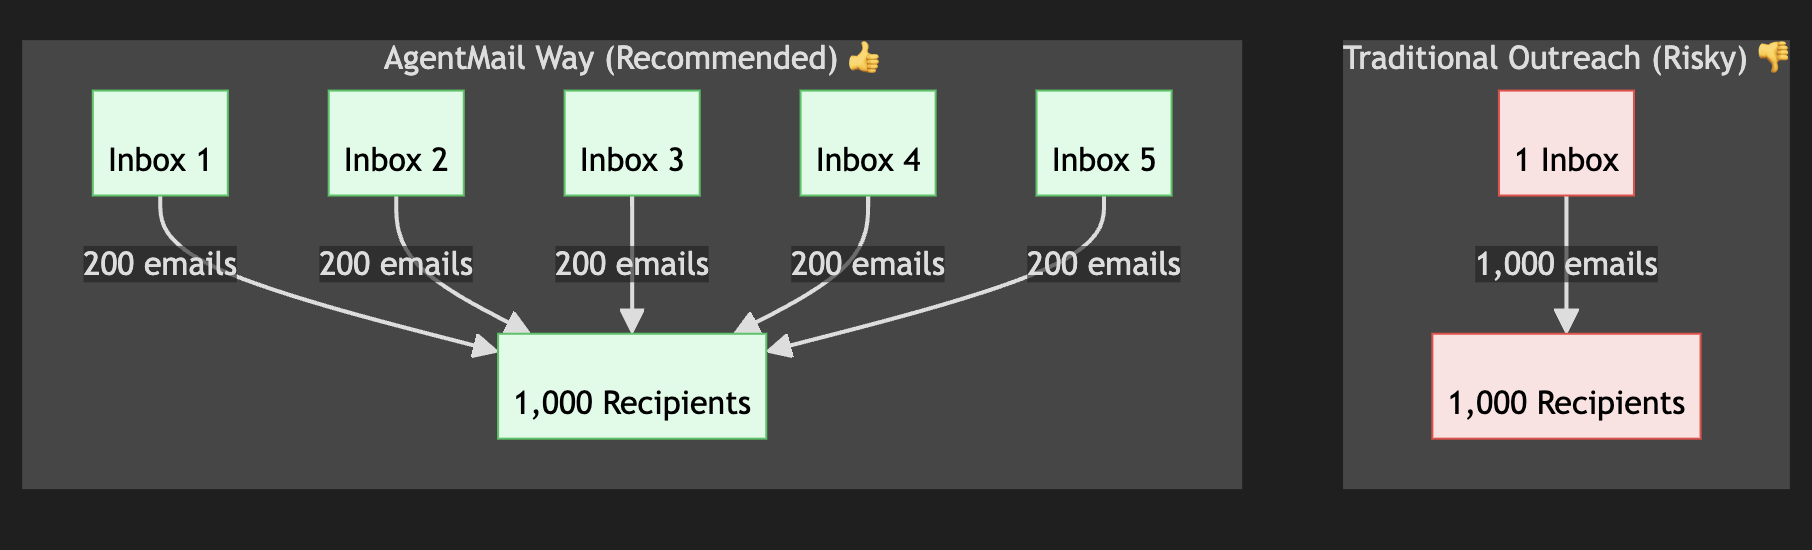 AgentMail Way (Recommended) 👍
Inbox 1
Inbox 2
Inbox 3
Inbox 4
Inbox 5
200 emails
200 emails
200 emails
200 emails
200 emails
1,000 Recipients
Traditional Outreach (Risky) 👎
1 Inbox
1,000 emails
1,000 Recipients